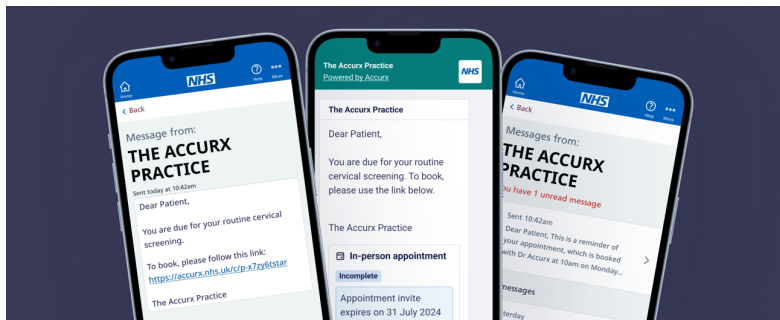 NHS
Home
Help
More
< Back
Message from:
THE ACCURX
PRACTICE
Sent today at 10:42am
Dear Patient,
You are due for your routine cervical
screening.
To book, please follow this link:
https://accurx.nhs.uk/c/p-x7zy6tstar
The Accurx Practice
The Accurx Practice
Powered by Accurx
NHS
The Accurx Practice
Dear Patient,
You are due for your routine
cervical screening. To book,
please use the link below.
The Accurx Practice
In-person appointment
Incomplete
Appointment invite
expires on 31 July 2024
NHS
Home
Help
More
< Back
Messages from:
THE ACCURX
PRACTICE
ou have 1 unread message
Sent 10:42am
Dear Patient, This is a reminder of
your appointment, which is booked
with Dr Accurx at 10am on Monday...
messages
terday